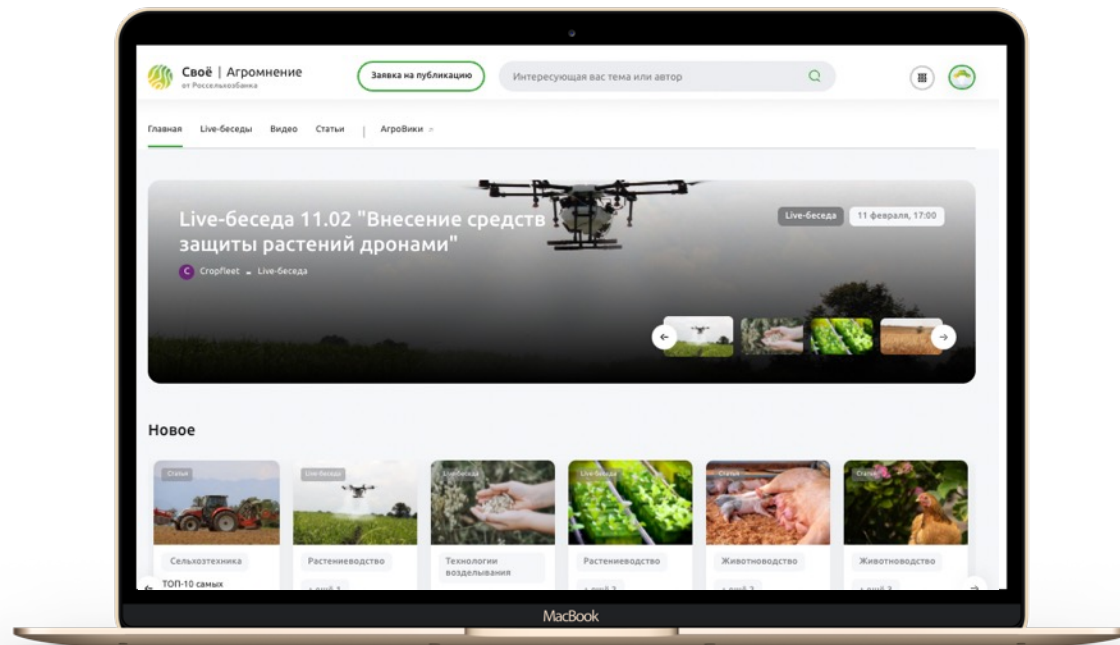 Своё | Агромнение
от Россельхозбанка
Заявка на публикацию
Интересующая вас тема или автор
Главная Live-беседы Видео Статьи | АгроВики
Live-беседа 11.02 "Внесение средств
защиты растений дронами"
Live-беседа 11 февраля, 17:00
C Cropfleet Live-беседа
Новое
Статья Live-беседа Live-беседа Live-беседа Статья Статья
Сельхозтехника Растениеводство Технологии
возделывания Растениеводство Животноводство Животноводство
ТОП-10 самых
MacBook